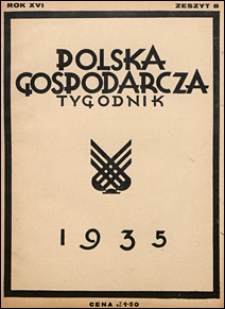 ROK XVI ZESZYT 8
POLSKA
GOSPODARCZA
TYGODNIK
1935
CENA zł 1·50